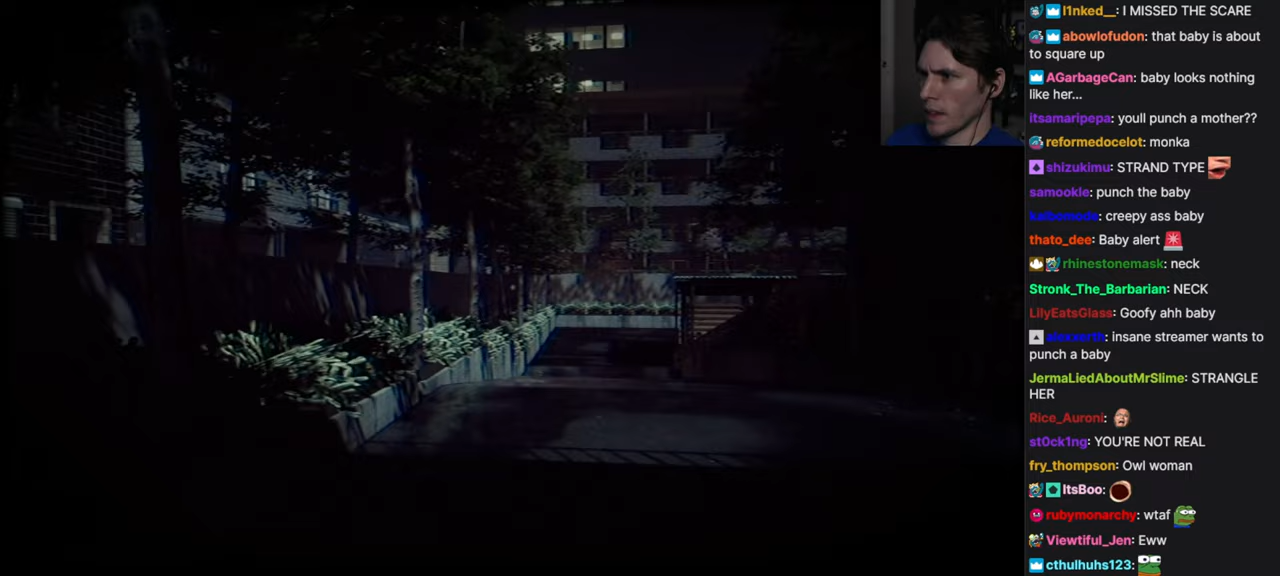 l1nked__: I MISSED THE SCARE
abowlofudon: that baby is about
to square up
AGarbageCan: baby looks nothing
like her...
itsamaripepa: youll punch a mother??
reformedocelot: monka
shizukimu: STRAND TYPE
samookle: punch the baby
: creepy ass baby
thato_dee: Baby alert
rhinestonemask: neck
Stronk_The_Barbarian: NECK
LilyEatsGlass: Goofy ahh baby
: insane streamer wants to
punch a baby
JermaLiedAboutMrSlime: STRANGLE
HER
Rice_Auroni:
st0ck1ng: YOU'RE NOT REAL
fry_thompson: Owl woman
ItsBoo:
rubymonarchy: wtaf
Viewtiful_Jen: Eww
cthulhuhs123: